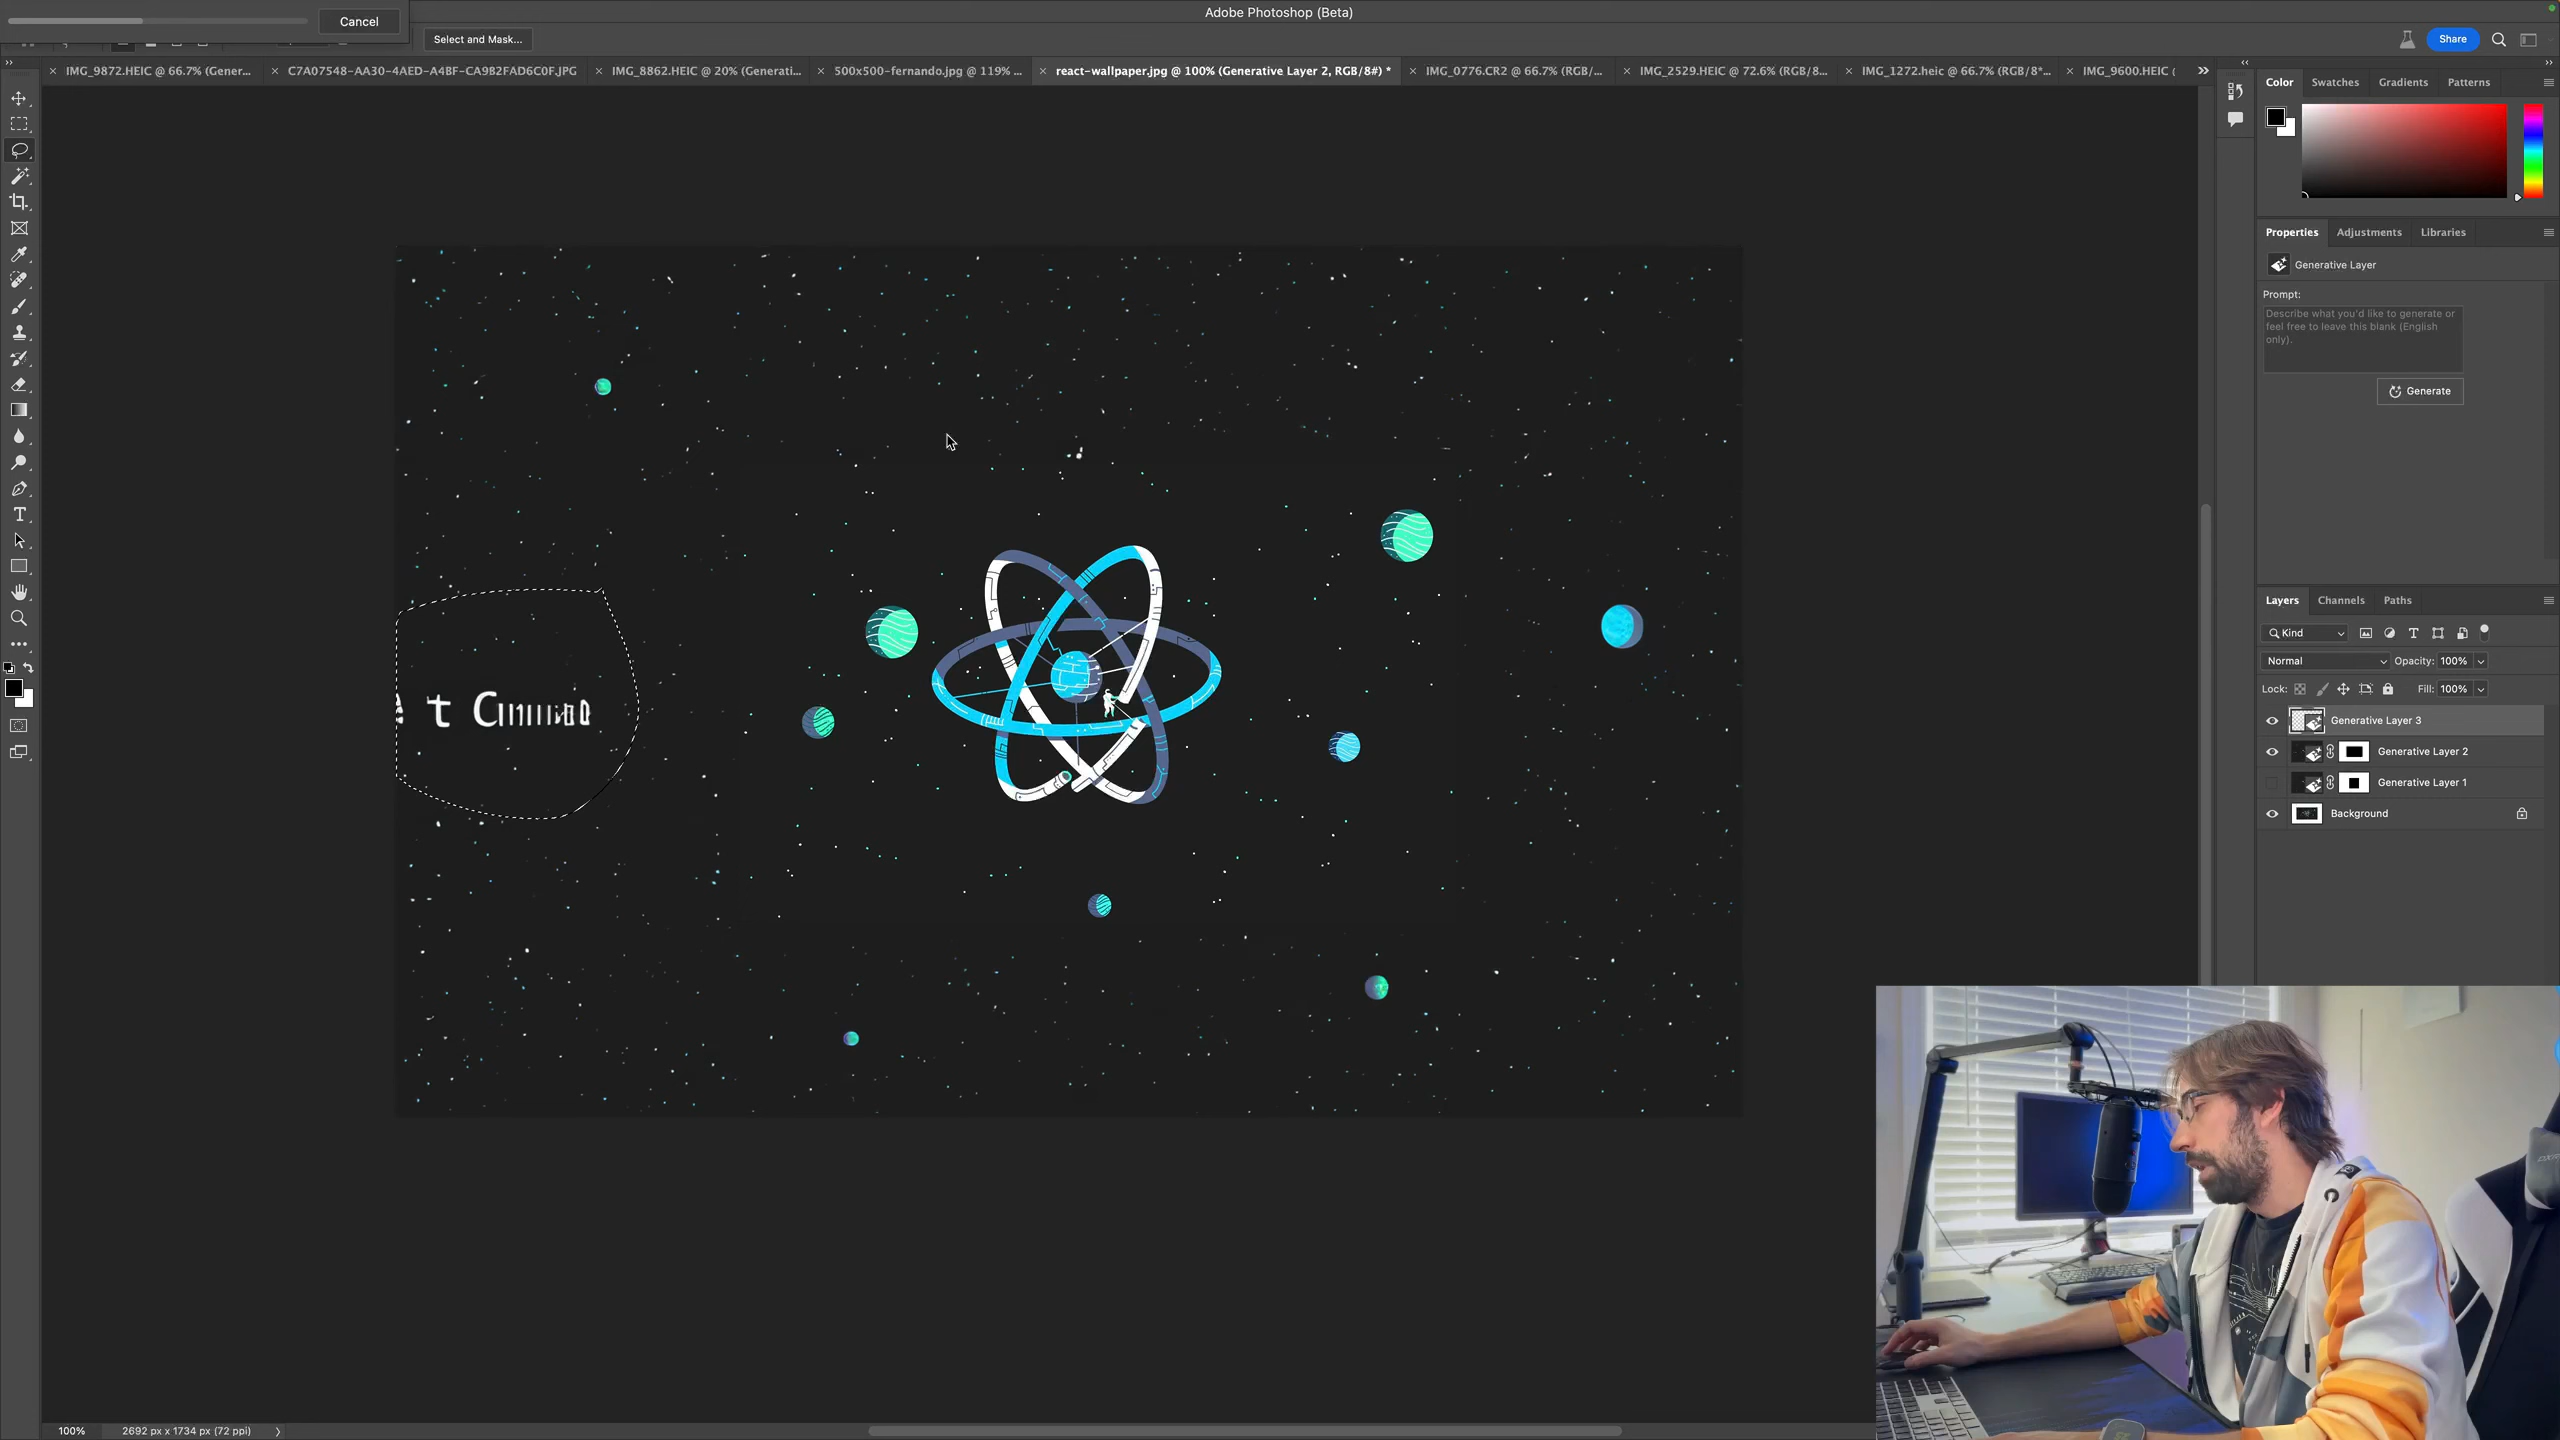 Adobe Photoshop (Beta)
Cancel
Select and Mask...
Share
IMG_9872.HEIC @ 66.7% (Gener...
C7A07548-AA30-4AED-A4BF-CA9B2FAD6C0F.JPG
IMG_8862.HEIC @ 20% (Generati...
500x500-fernando.jpg @ 119% ...
react-wallpaper.jpg @ 100% (Generative Layer 2, RGB/8#) *
IMG_0776.CR2 @ 66.7% (RGB/...
IMG_2529.HEIC @ 72.6% (RGB/8...
IMG_1272.heic @ 66.7% (RGB/8*...
IMG_9600.HEIC (
Color
Swatches
Gradients
Patterns
Properties
Adjustments
Libraries
Generative Layer
Prompt:
Describe what you'd like to generate or
feel free to leave this blank (English
only).
Generate
Layers
Channels
Paths
Kind
Normal
Opacity: 100%
Lock:
Fill: 100%
Generative Layer 3
Generative Layer 2
Generative Layer 1
Background
100%
2692 px x 1734 px (72 ppi)